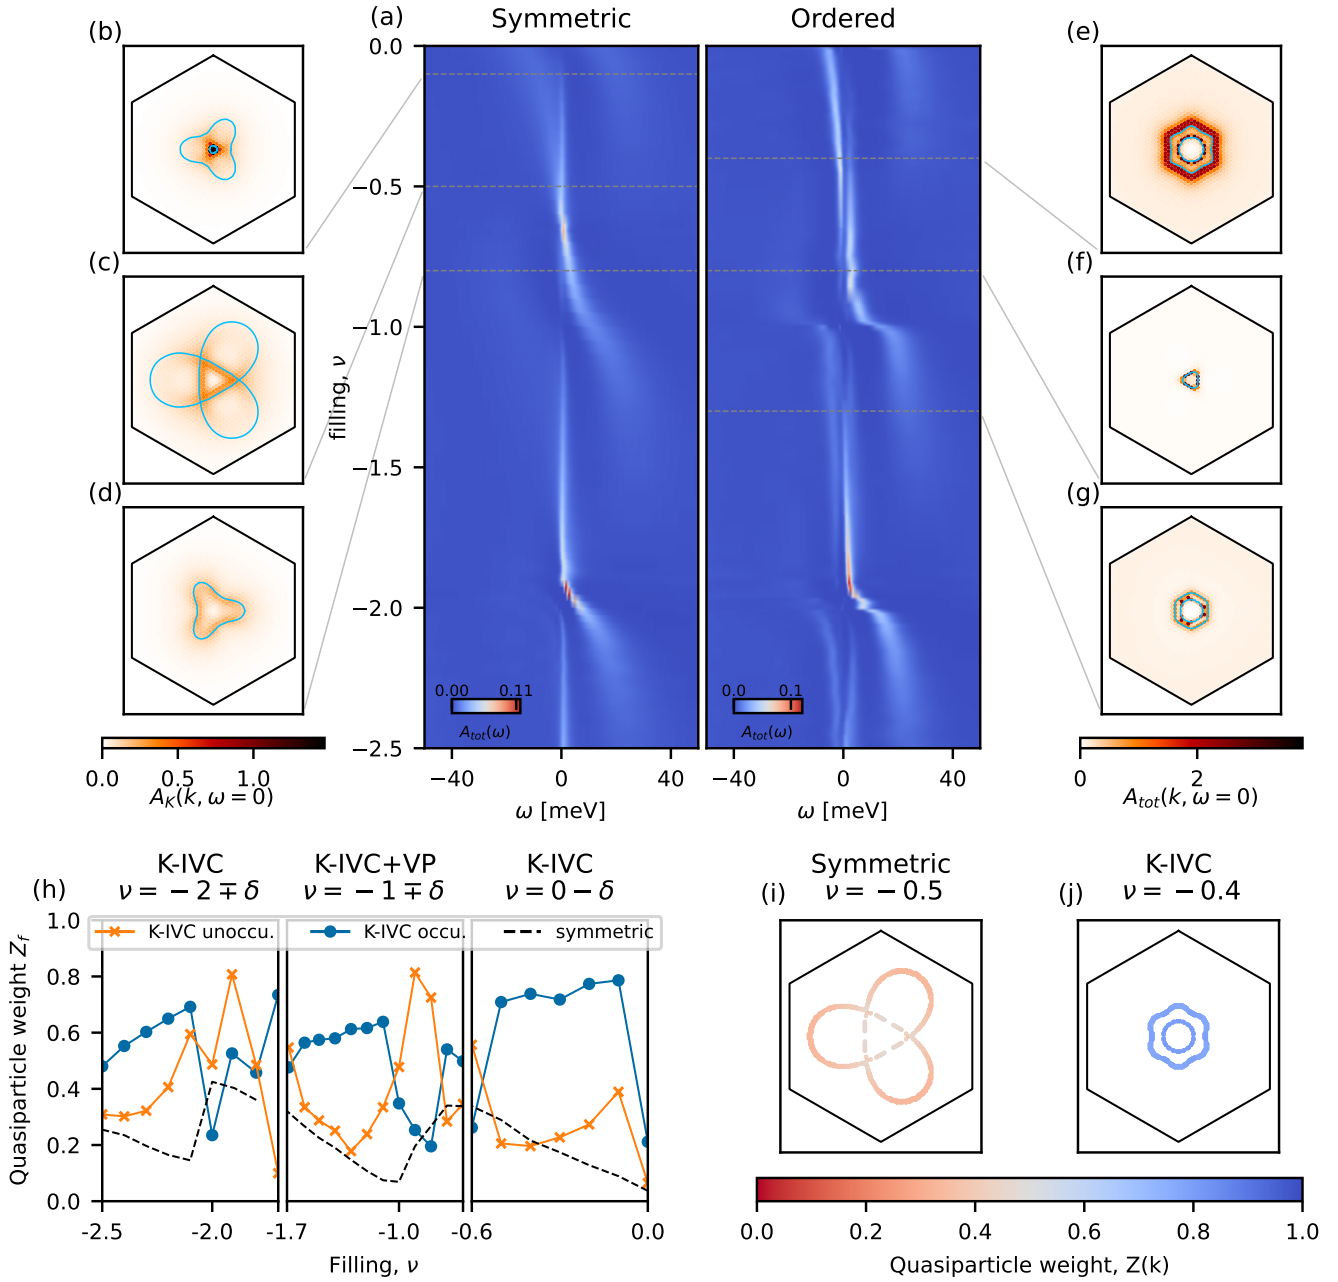 (b)
(a)
Symmetric
Ordered
(e)
0.0
−0.5
−1.0
−1.5
−2.0
−2.5
filling, ν
(c)
(f)
(d)
(g)
0.00
0.11
A_tot(ω)
0.0
0.1
A_tot(ω)
−40
0
40
ω [meV]
−40
0
40
ω [meV]
0.0
0.5
1.0
A_K(k, ω = 0)
0
2
A_tot(k, ω = 0)
(h)
K-IVC
ν = −2 ∓ δ
K-IVC+VP
ν = −1 ∓ δ
K-IVC
ν = 0 − δ
Quasiparticle weight Z_f
1.0
0.8
0.6
0.4
0.2
0.0
K-IVC unoccu.
K-IVC occu.
symmetric
-2.5
-2.0
-1.7
-1.0
-0.6
0.0
Filling, ν
(i)
Symmetric
ν = −0.5
(j)
K-IVC
ν = −0.4
0.0
0.2
0.4
0.6
0.8
1.0
Quasiparticle weight, Z(k)